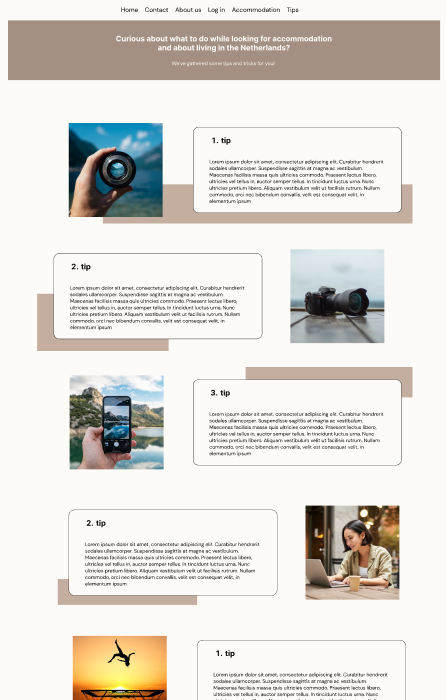 Home Contact About us Log in Accommodation Tips
Curious about what to do while looking for accommodation
and about living in the Netherlands?
We've gathered some tips and tricks for you!
1. tip
Lorem ipsum dolor sit amet, consectetur adipiscing elit. Curabitur hendrerit
sodales ullamcorper. Suspendisse sagittis at magna ac vestibulum.
Maecenas facilisis massa quis ultricies commodo. Praesent lectus libero,
ultricies vel tellus in, auctor semper tellus. In tincidunt luctus urna. Nunc
ultricies pretium libero. Aliquam vestibulum ut facilisis rutrum. Nullam
commodo, orci nec bibendum convallis, velit est consequat velit, in
elementum ipsum
2. tip
Lorem ipsum dolor sit amet, consectetur adipiscing elit. Curabitur hendrerit
sodales ullamcorper. Suspendisse sagittis at magna ac vestibulum.
Maecenas facilisis massa quis ultricies commodo. Praesent lectus libero,
ultricies vel tellus in, auctor semper tellus. In tincidunt luctus urna. Nunc
ultricies pretium libero. Aliquam vestibulum ut facilisis rutrum. Nullam
commodo, orci nec bibendum convallis, velit est consequat velit, in
elementum ipsum
3. tip
Lorem ipsum dolor sit amet, consectetur adipiscing elit. Curabitur hendrerit
sodales ullamcorper. Suspendisse sagittis at magna ac vestibulum.
Maecenas facilisis massa quis ultricies commodo. Praesent lectus libero,
ultricies vel tellus in, auctor semper tellus. In tincidunt luctus urna. Nunc
ultricies pretium libero. Aliquam vestibulum ut facilisis rutrum. Nullam
commodo, orci nec bibendum convallis, velit est consequat velit, in
elementum ipsum
2. tip
Lorem ipsum dolor sit amet, consectetur adipiscing elit. Curabitur hendrerit
sodales ullamcorper. Suspendisse sagittis at magna ac vestibulum.
Maecenas facilisis massa quis ultricies commodo. Praesent lectus libero,
ultricies vel tellus in, auctor semper tellus. In tincidunt luctus urna. Nunc
ultricies pretium libero. Aliquam vestibulum ut facilisis rutrum. Nullam
commodo, orci nec bibendum convallis, velit est consequat velit, in
elementum ipsum
1. tip
Lorem ipsum dolor sit amet, consectetur adipiscing elit. Curabitur hendrerit
sodales ullamcorper. Suspendisse sagittis at magna ac vestibulum.
Maecenas facilisis massa quis ultricies commodo. Praesent lectus libero,